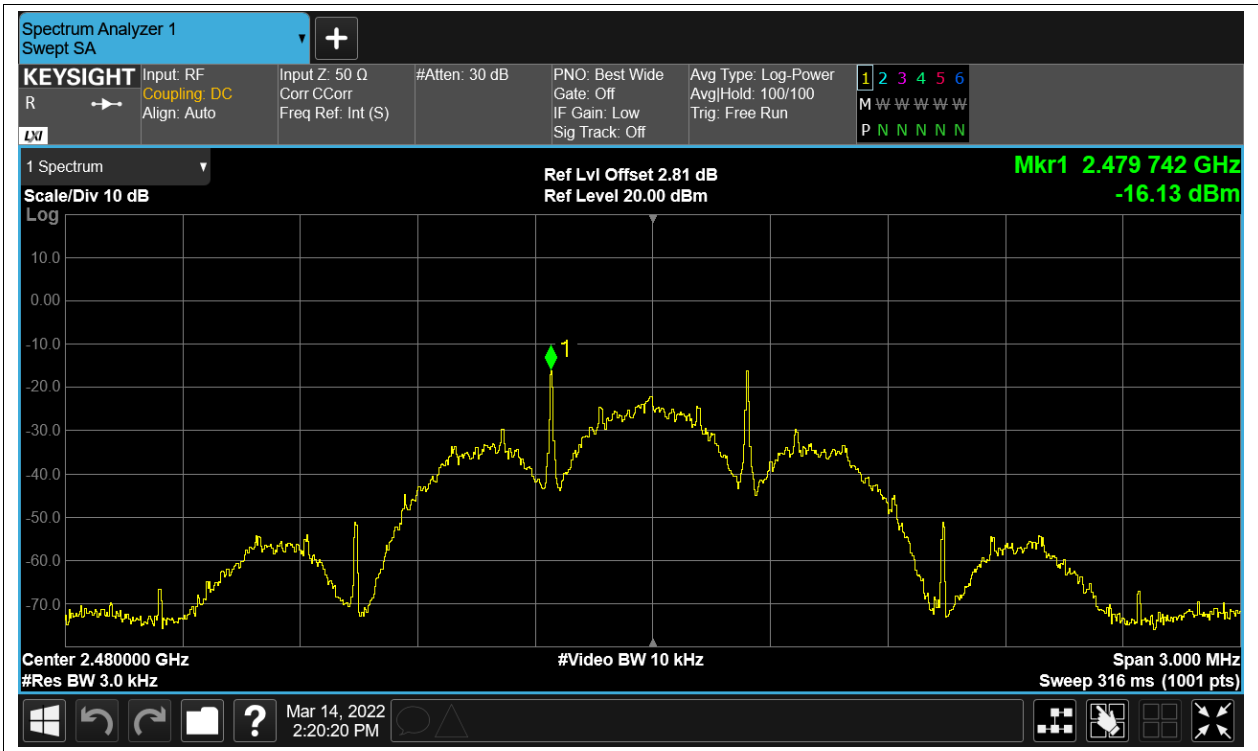 Spectrum Analyzer 1
Swept SA
KEYSIGHT
R
LXI
Input: RF
Coupling: DC
Align: Auto
Input Z: 50 Ω
Corr CCorr
Freq Ref: Int (S)
#Atten: 30 dB
PNO: Best Wide
Gate: Off
IF Gain: Low
Sig Track: Off
Avg Type: Log-Power
Avg|Hold: 100/100
Trig: Free Run
1 2 3 4 5 6
M W W W W W W
P N N N N N
1 Spectrum
Scale/Div 10 dB
Log
Ref Lvl Offset 2.81 dB
Ref Level 20.00 dBm
Mkr1 2.479 742 GHz
-16.13 dBm
10.0
0.00
-10.0
1
-20.0
-30.0
-40.0
-50.0
-60.0
-70.0
Center 2.480000 GHz
#Res BW 3.0 kHz
#Video BW 10 kHz
Span 3.000 MHz
Sweep 316 ms (1001 pts)
?
Mar 14, 2022
2:20:20 PM